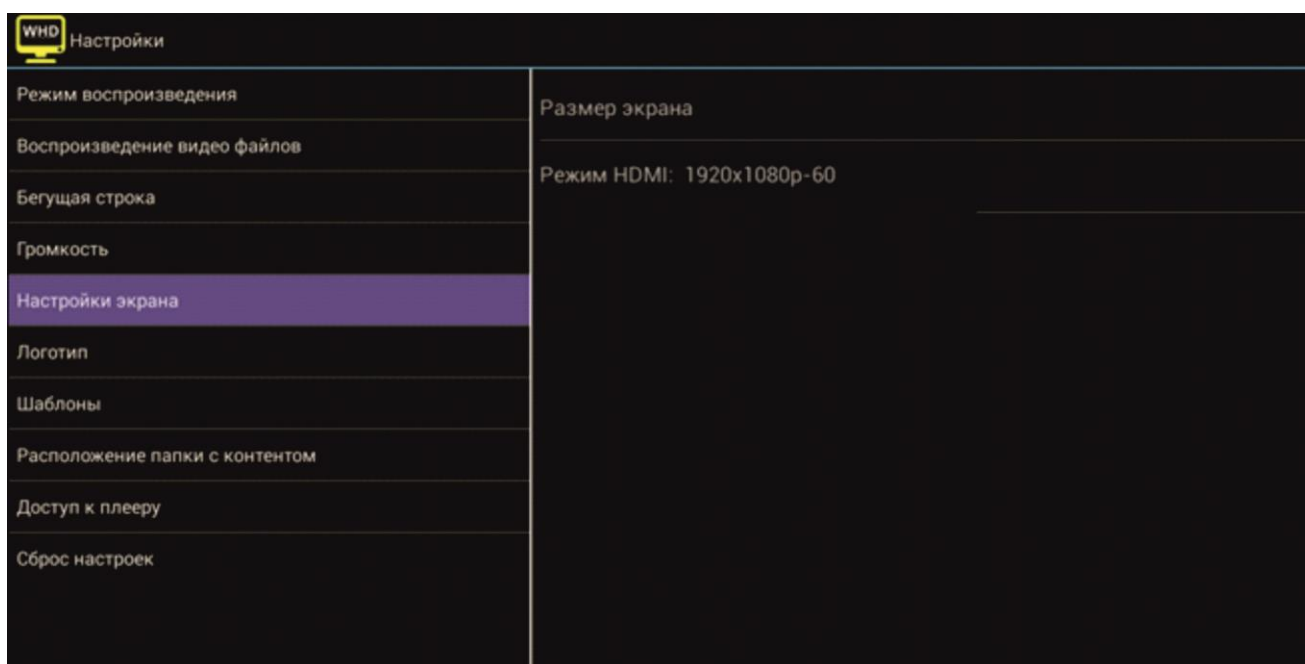 WHD
Настройки
Режим воспроизведения
Воспроизведение видео файлов
Бегущая строка
Громкость
Настройки экрана
Логотип
Шаблоны
Расположение папки с контентом
Доступ к плееру
Сброс настроек
Размер экрана
Режим HDMI: 1920x1080p-60